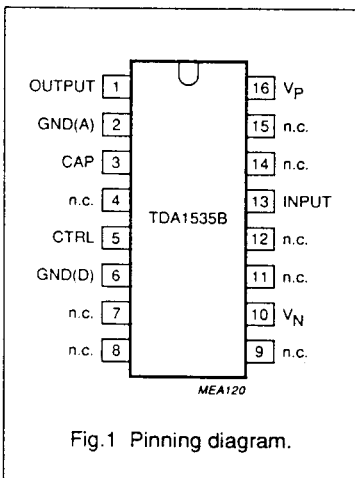 OUTPUT 1 16 VP
GND(A) 2 15 n.c.
CAP 3 14 n.c.
n.c. 4 13 INPUT
TDA1535B
CTRL 5 12 n.c.
GND(D) 6 11 n.c.
n.c. 7 10 VN
n.c. 8 9 n.c.
MEA120
Fig.1 Pinning diagram.